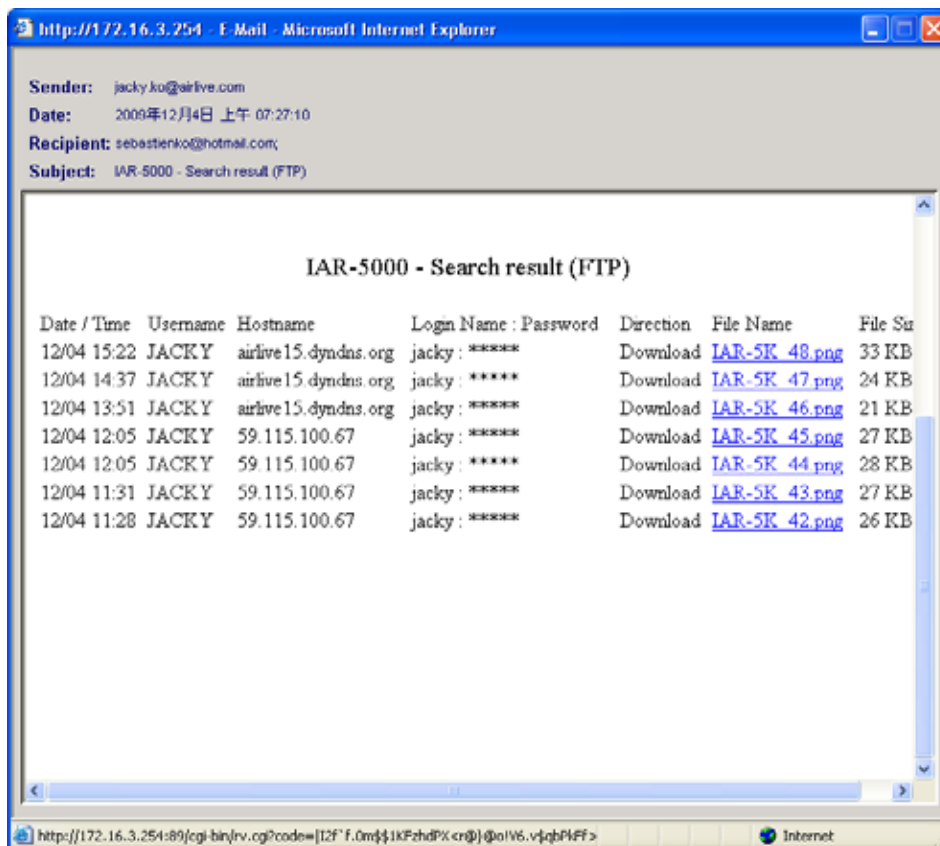 http://172.16.3.254 - E-Mail - Microsoft Internet Explorer
Sender: jacky.ko@airlive.com
Date: 2009年12月4日 上午 07:27:10
Recipient: sebastienko@hotmail.com;
Subject: IAR-5000 - Search result (FTP)
IAR-5000 - Search result (FTP)
Date / Time Username Hostname Login Name : Password Direction File Name File Siz
12/04 15:22 JACKY airlive15.dyndns.org jacky : ***** Download IAR-5K_48.png 33 KB
12/04 14:37 JACKY airlive15.dyndns.org jacky : ***** Download IAR-5K_47.png 24 KB
12/04 13:51 JACKY airlive15.dyndns.org jacky : ***** Download IAR-5K_46.png 21 KB
12/04 12:05 JACKY 59.115.100.67 jacky : ***** Download IAR-5K_45.png 27 KB
12/04 12:05 JACKY 59.115.100.67 jacky : ***** Download IAR-5K_44.png 28 KB
12/04 11:31 JACKY 59.115.100.67 jacky : ***** Download IAR-5K_43.png 27 KB
12/04 11:28 JACKY 59.115.100.67 jacky : ***** Download IAR-5K_42.png 26 KB
Internet